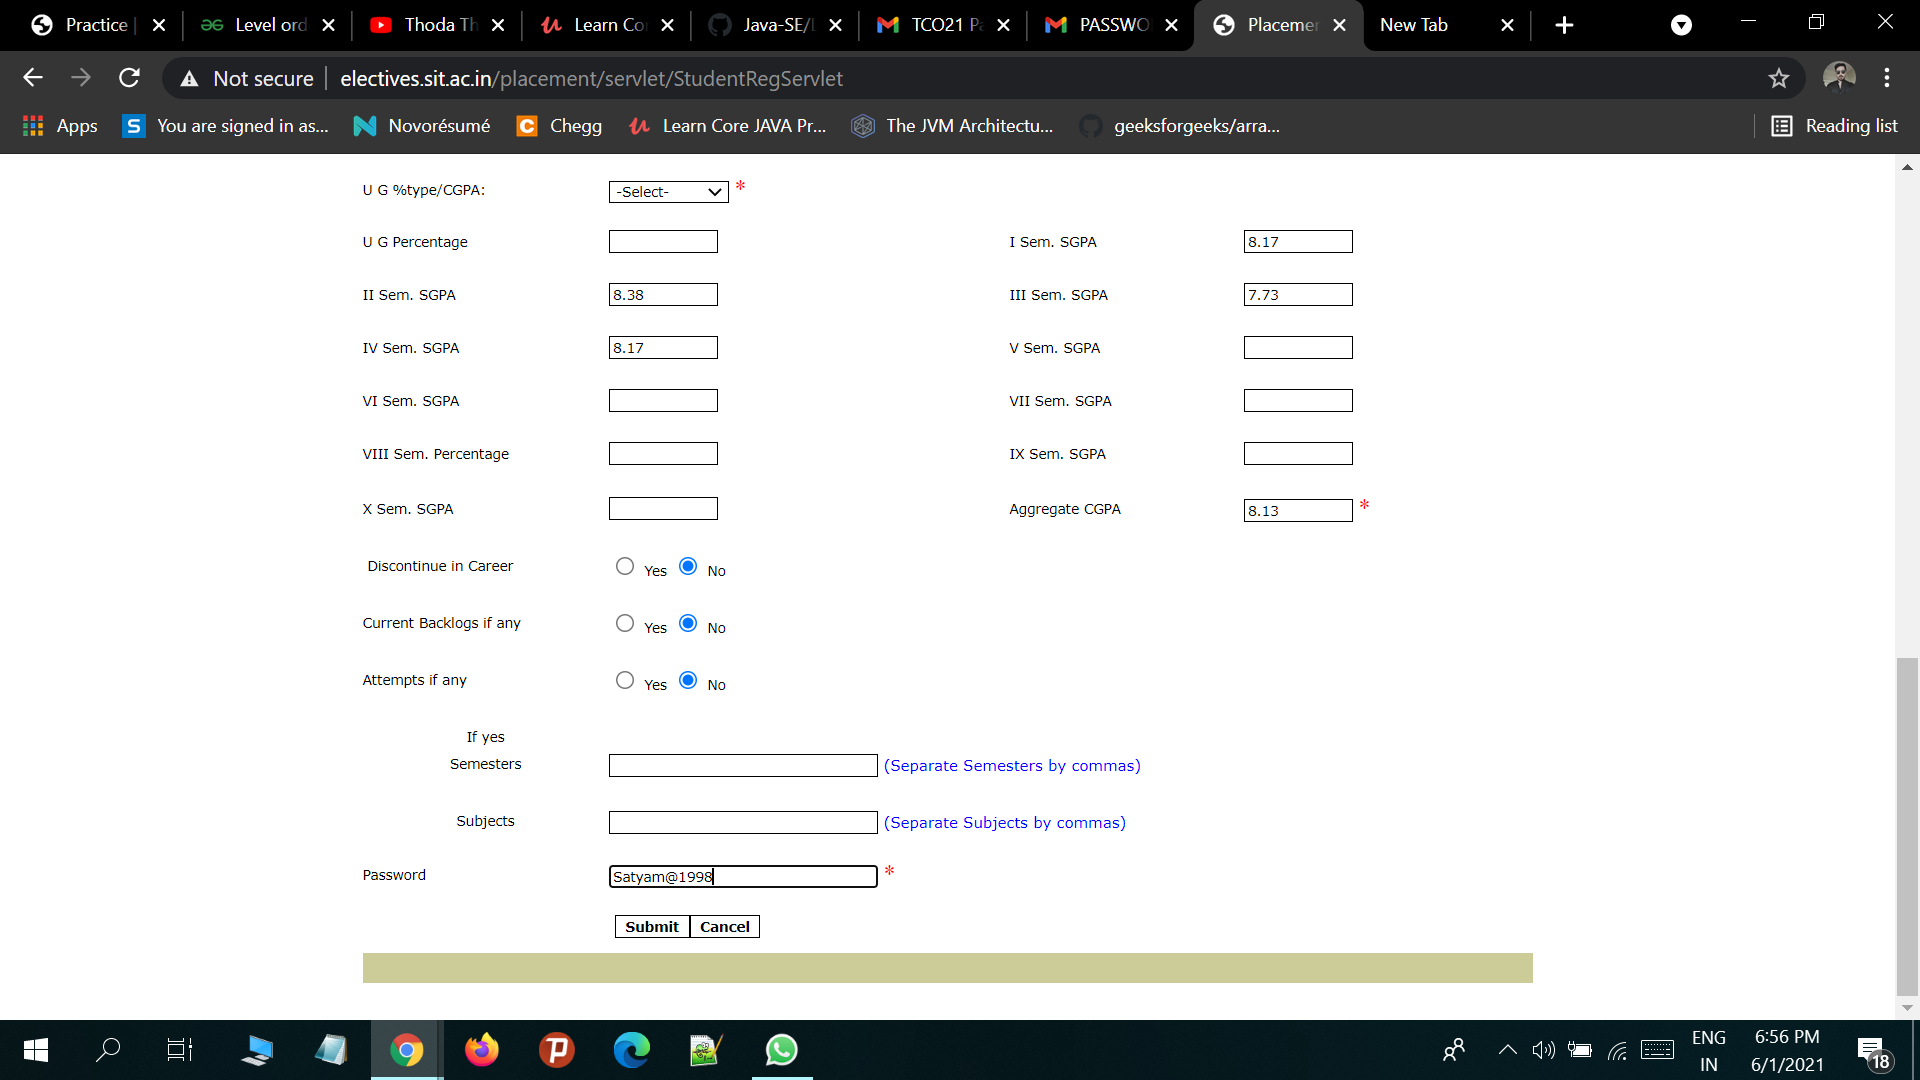 Practice |
Level ord
Thoda Th
Learn Co
Java-SE/
TCO21 Pa
PASSWO
Placemen
New Tab
Not secure electives.sit.ac.in/placement/servlet/StudentRegServlet
Apps
You are signed in as...
Novorésumé
Chegg
Learn Core JAVA Pr...
The JVM Architectu...
geeksforgeeks/arra...
Reading list
U G %type/CGPA: -Select- *
U G Percentage I Sem. SGPA 8.17
II Sem. SGPA 8.38 III Sem. SGPA 7.73
IV Sem. SGPA 8.17 V Sem. SGPA
VI Sem. SGPA VII Sem. SGPA
VIII Sem. Percentage IX Sem. SGPA
X Sem. SGPA Aggregate CGPA 8.13 *
Discontinue in Career Yes No
Current Backlogs if any Yes No
Attempts if any Yes No
If yes
Semesters (Separate Semesters by commas)
Subjects (Separate Subjects by commas)
Password Satyam@1998 *
Submit Cancel
ENG 6:56 PM
IN 6/1/2021 18